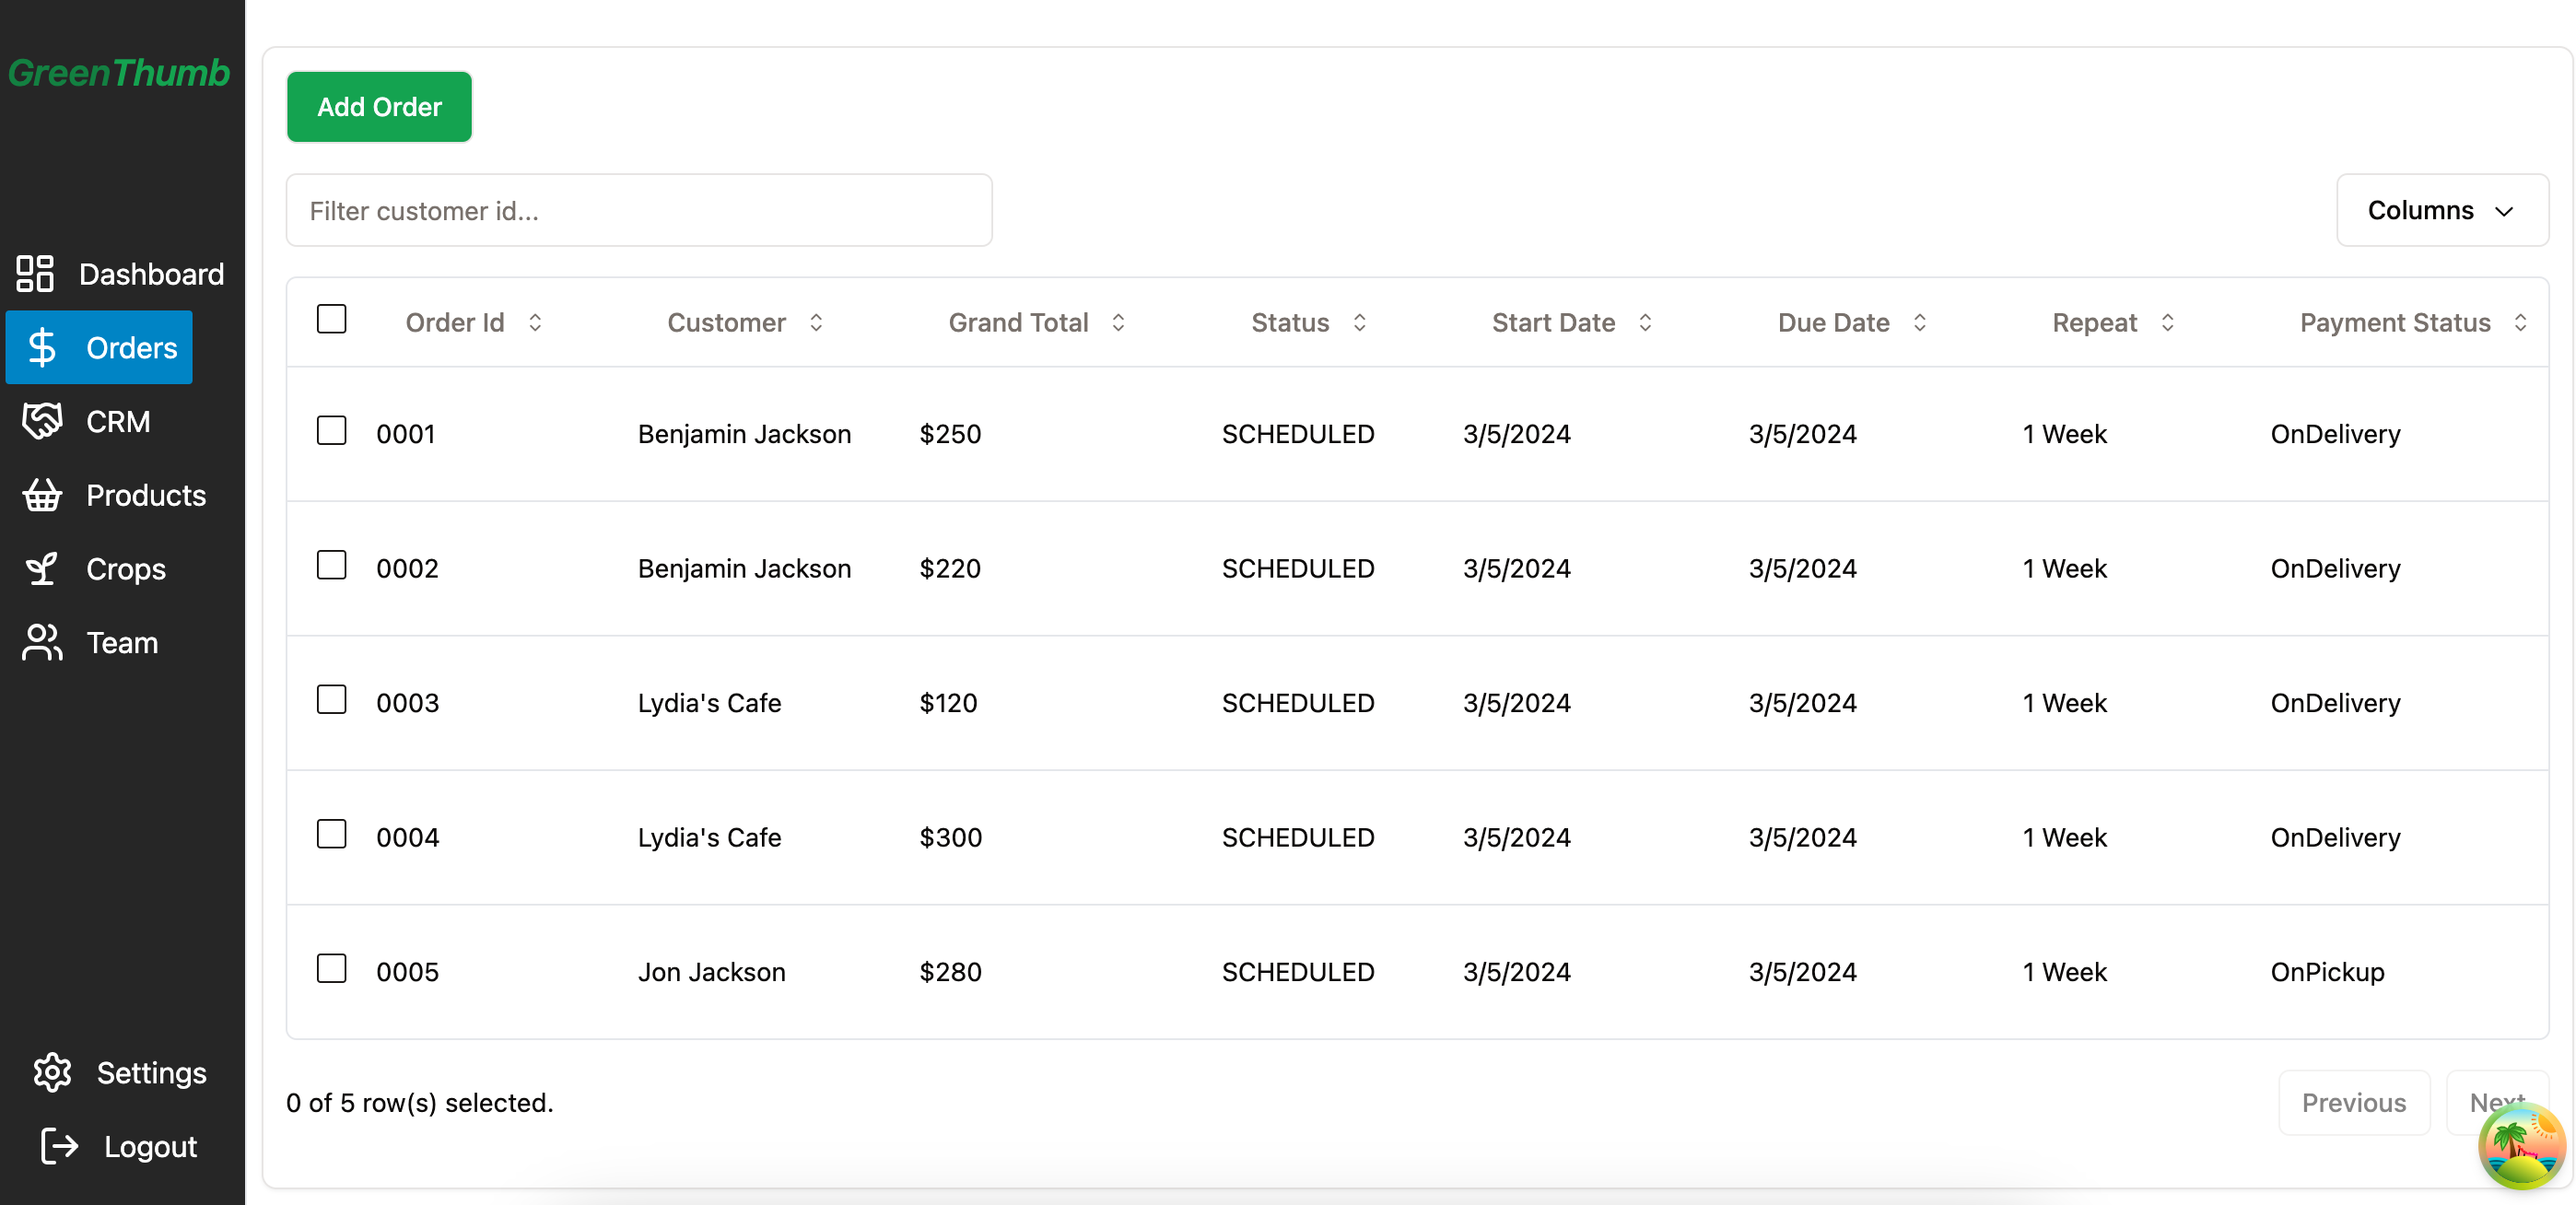 GreenThumb
Dashboard
Orders
CRM
Products
Crops
Team
Settings
Logout
Add Order
Filter customer id...
Columns
Order Id Customer Grand Total Status Start Date Due Date Repeat Payment Status
0001 Benjamin Jackson $250 SCHEDULED 3/5/2024 3/5/2024 1 Week OnDelivery
0002 Benjamin Jackson $220 SCHEDULED 3/5/2024 3/5/2024 1 Week OnDelivery
0003 Lydia's Cafe $120 SCHEDULED 3/5/2024 3/5/2024 1 Week OnDelivery
0004 Lydia's Cafe $300 SCHEDULED 3/5/2024 3/5/2024 1 Week OnDelivery
0005 Jon Jackson $280 SCHEDULED 3/5/2024 3/5/2024 1 Week OnPickup
0 of 5 row(s) selected.
Previous Next